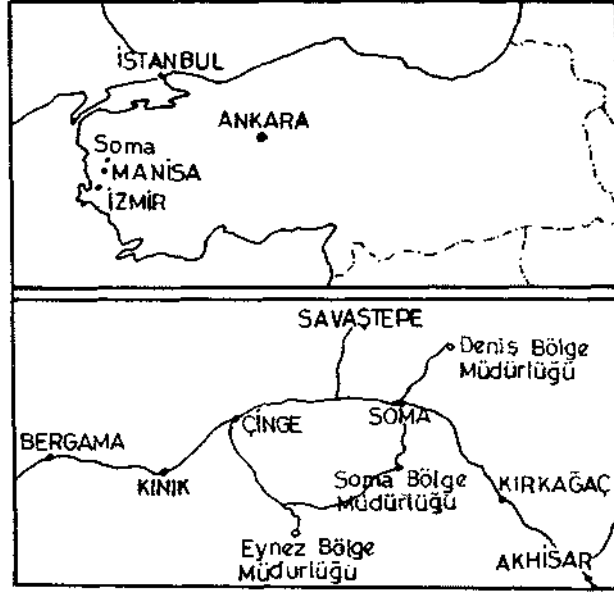 İSTANBUL
ANKARA
Soma
MANİSA
İZMİR
SAVAŞTEPE
Deniş Bölge
Müdürlüğü
ÇİNGE
SOMA
BERGAMA
KINIK
Soma Bölge
Müdürlüğü
KIRKAĞAÇ
Eynez Bölge
Müdurlüğü
AKHİSAR